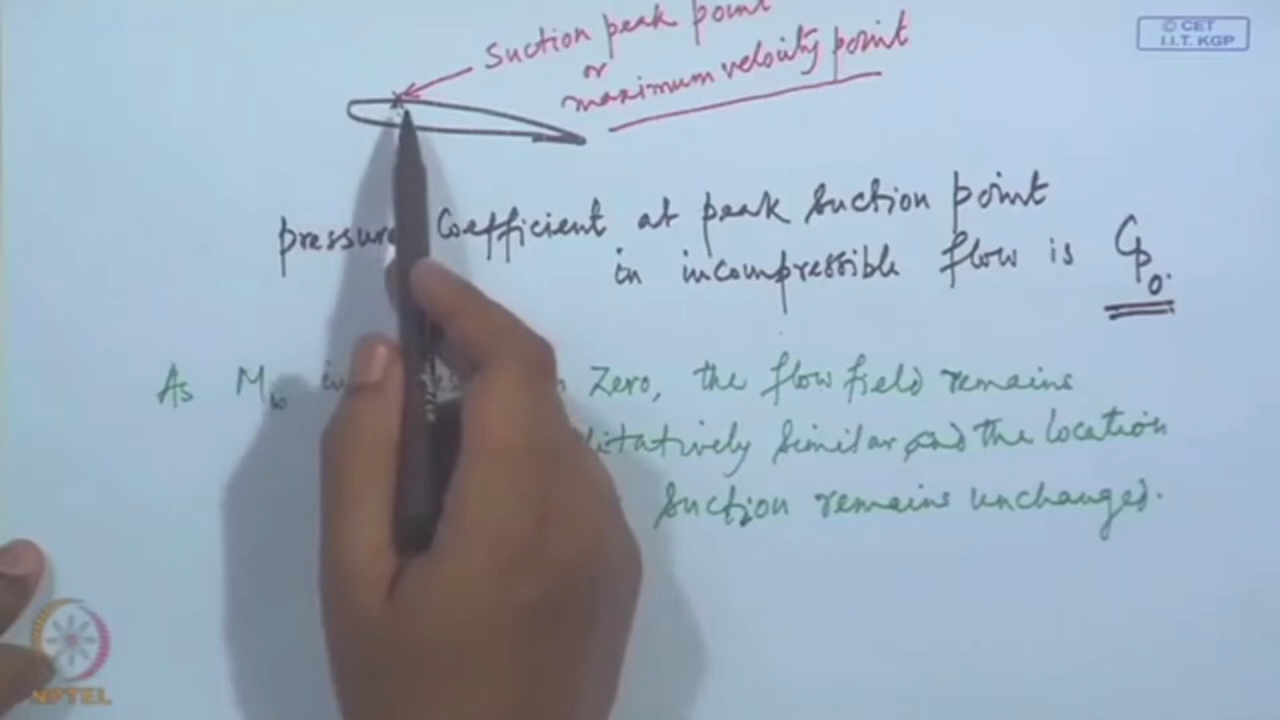 Suction peak point
or
maximum velocity point
© CET
I.I.T. KGP
pressure Coefficient at peak suction point
in incompressible flow is Cp₀.
As M∞ Zero, the flow field remains
similar and the location
suction remains unchanged.
NPTEL